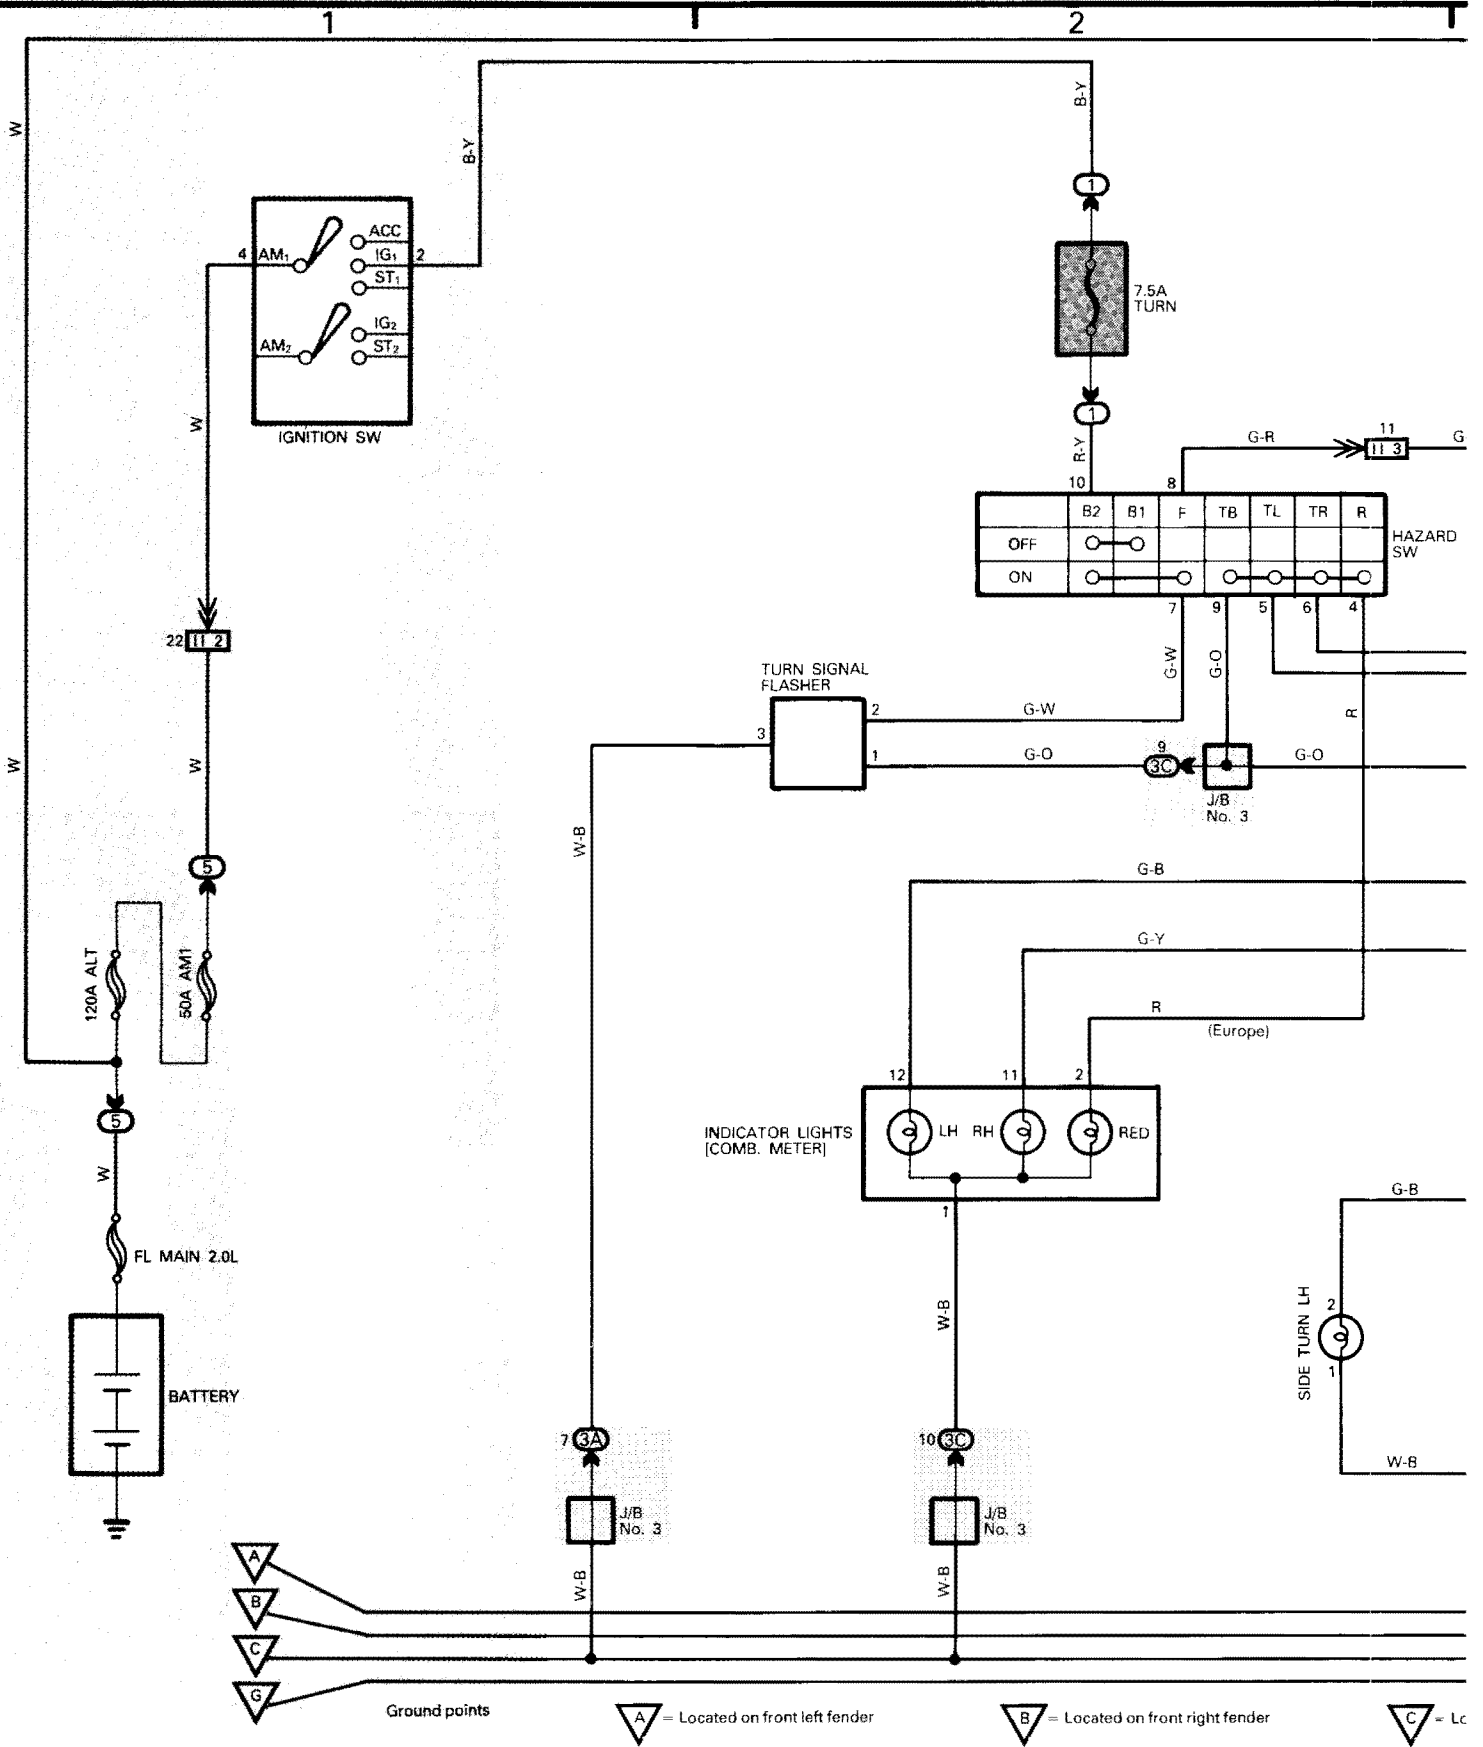 1 2
W
B-Y
B-Y
1
4 AM1 ACC
IG1 2
ST1
IG2
AM2 ST2
IGNITION SW
7.5A
TURN
1
W
R-Y
10 8
G-R
11
II 3
G
B2 B1 F TB TL TR R
OFF
ON
HAZARD
SW
7 9 5 6 4
22 II 2
G-W
G-O
R
TURN SIGNAL
FLASHER
2
G-W
3
1
G-O
9
3C
G-O
J/B
No. 3
W
W
W-B
5
G-B
G-Y
120A ALT
50A AM1
R
(Europe)
12 11 2
5
INDICATOR LIGHTS
[COMB. METER]
LH RH RED
1
W
G-B
FL MAIN 2.0L
W-B
SIDE TURN LH
2
1
BATTERY
7 3A
10 3C
W-B
J/B
No. 3
J/B
No. 3
W-B
W-B
A
B
C
G
Ground points
A = Located on front left fender
B = Located on front right fender
C = Lc